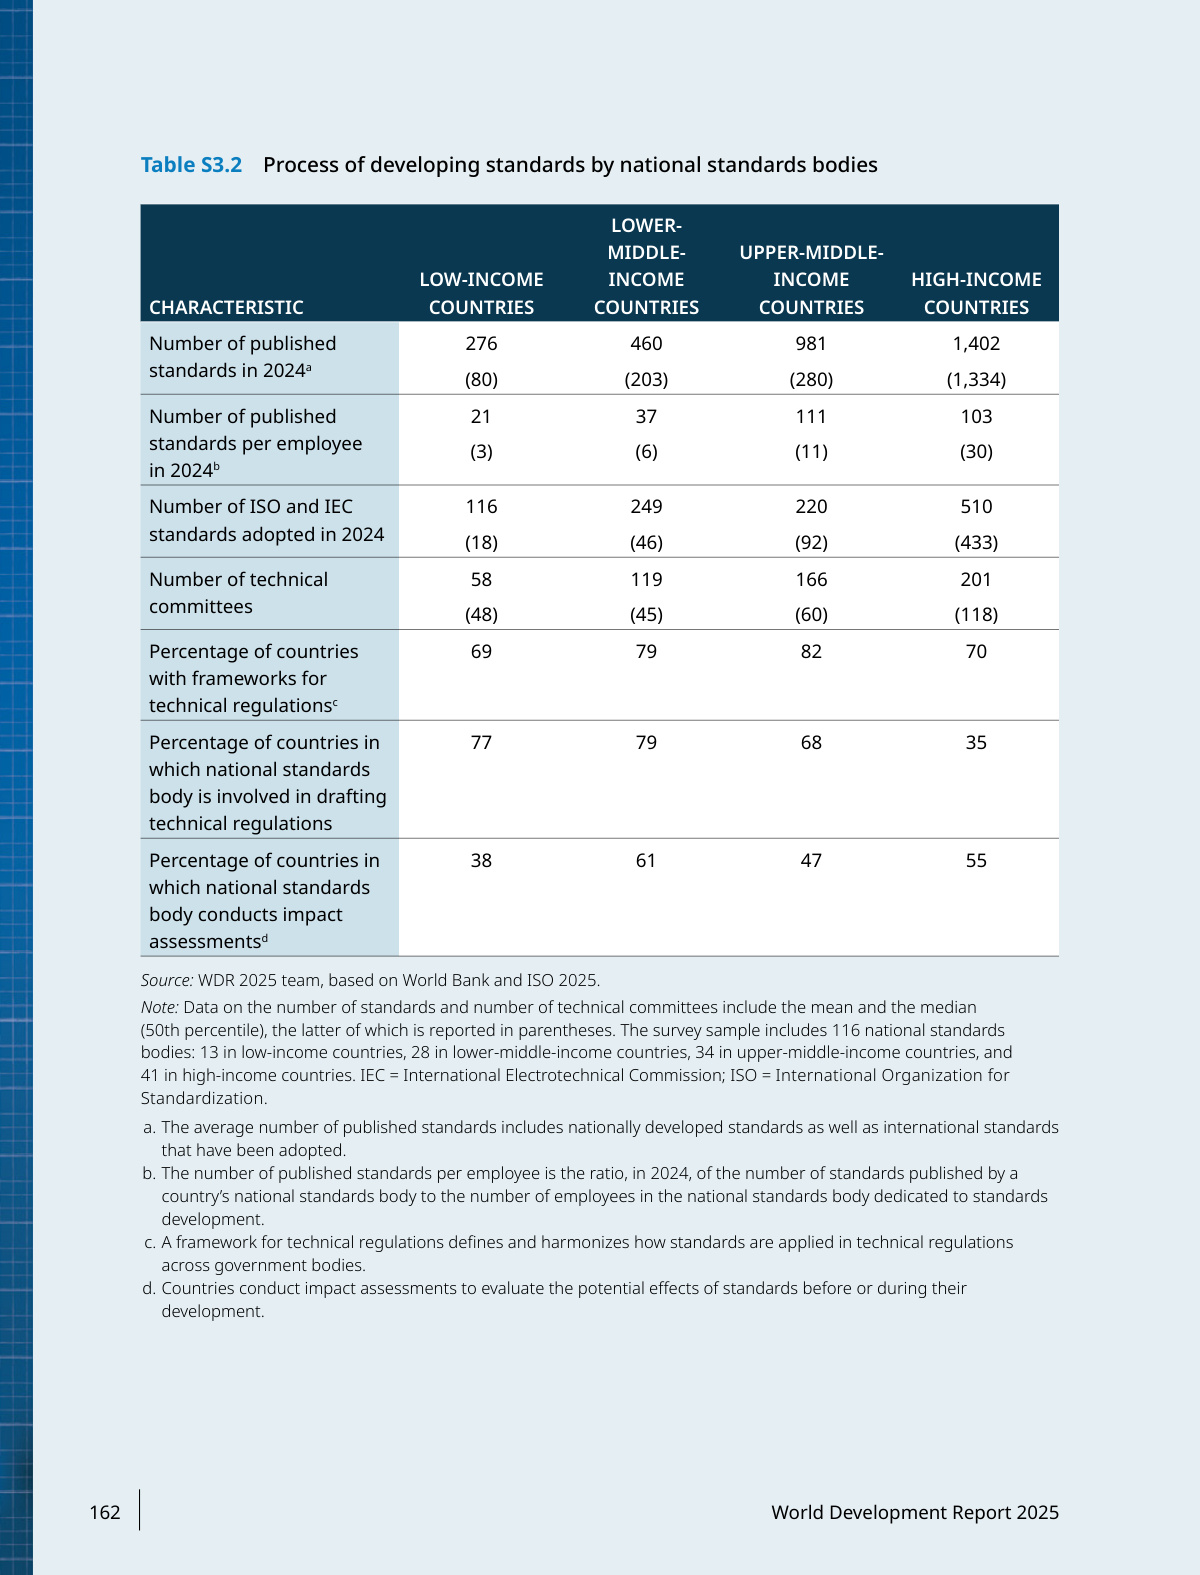 Table S3.2 Process of developing standards by national standards bodies
CHARACTERISTIC
LOW-INCOME
COUNTRIES
LOWER-
MIDDLE-
INCOME
COUNTRIES
UPPER-MIDDLE-
INCOME
COUNTRIES
HIGH-INCOME
COUNTRIES
Number of published
standards in 2024ᵃ
276 460 981 1,402
(80) (203) (280) (1,334)
Number of published
standards per employee
in 2024ᵇ
21 37 111 103
(3) (6) (11) (30)
Number of ISO and IEC
standards adopted in 2024
116 249 220 510
(18) (46) (92) (433)
Number of technical
committees
58 119 166 201
(48) (45) (60) (118)
Percentage of countries
with frameworks for
technical regulationsᶜ
69 79 82 70
Percentage of countries in
which national standards
body is involved in drafting
technical regulations
77 79 68 35
Percentage of countries in
which national standards
body conducts impact
assessmentsᵈ
38 61 47 55
Source: WDR 2025 team, based on World Bank and ISO 2025.
Note: Data on the number of standards and number of technical committees include the mean and the median
(50th percentile), the latter of which is reported in parentheses. The survey sample includes 116 national standards
bodies: 13 in low-income countries, 28 in lower-middle-income countries, 34 in upper-middle-income countries, and
41 in high-income countries. IEC = International Electrotechnical Commission; ISO = International Organization for
Standardization.
a. The average number of published standards includes nationally developed standards as well as international standards
that have been adopted.
b. The number of published standards per employee is the ratio, in 2024, of the number of standards published by a
country’s national standards body to the number of employees in the national standards body dedicated to standards
development.
c. A framework for technical regulations defines and harmonizes how standards are applied in technical regulations
across government bodies.
d. Countries conduct impact assessments to evaluate the potential effects of standards before or during their
development.
162
World Development Report 2025